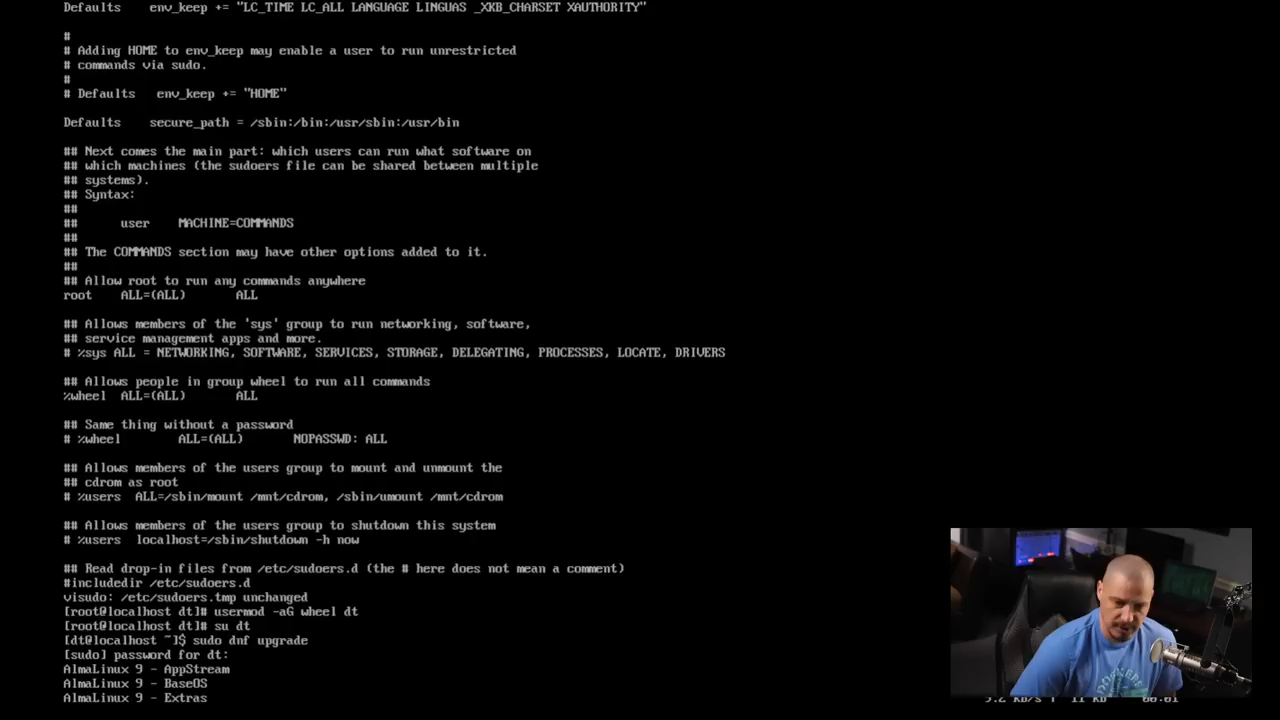 Defaults    env_keep += "LC_TIME LC_ALL LANGUAGE LINGUAS _XKB_CHARSET XAUTHORITY"
#
# Adding HOME to env_keep may enable a user to run unrestricted
# commands via sudo.
#
# Defaults   env_keep += "HOME"
Defaults    secure_path = /sbin:/bin:/usr/sbin:/usr/bin
## Next comes the main part: which users can run what software on
## which machines (the sudoers file can be shared between multiple
## systems).
## Syntax:
##
##      user    MACHINE=COMMANDS
##
## The COMMANDS section may have other options added to it.
##
## Allow root to run any commands anywhere
root    ALL=(ALL)       ALL
## Allows members of the 'sys' group to run networking, software,
## service management apps and more.
# %sys ALL = NETWORKING, SOFTWARE, SERVICES, STORAGE, DELEGATING, PROCESSES, LOCATE, DRIVERS
## Allows people in group wheel to run all commands
%wheel  ALL=(ALL)       ALL
## Same thing without a password
# %wheel        ALL=(ALL)       NOPASSWD: ALL
## Allows members of the users group to mount and unmount the
## cdrom as root
# %users  ALL=/sbin/mount /mnt/cdrom, /sbin/umount /mnt/cdrom
## Allows members of the users group to shutdown this system
# %users  localhost=/sbin/shutdown -h now
## Read drop-in files from /etc/sudoers.d (the # here does not mean a comment)
#includedir /etc/sudoers.d
visudo: /etc/sudoers.tmp unchanged
[root@localhost dt]# usermod -aG wheel dt
[root@localhost dt]# su dt
[dt@localhost ~]$ sudo dnf upgrade
[sudo] password for dt:
AlmaLinux 9 - AppStream
AlmaLinux 9 - BaseOS
AlmaLinux 9 - Extras